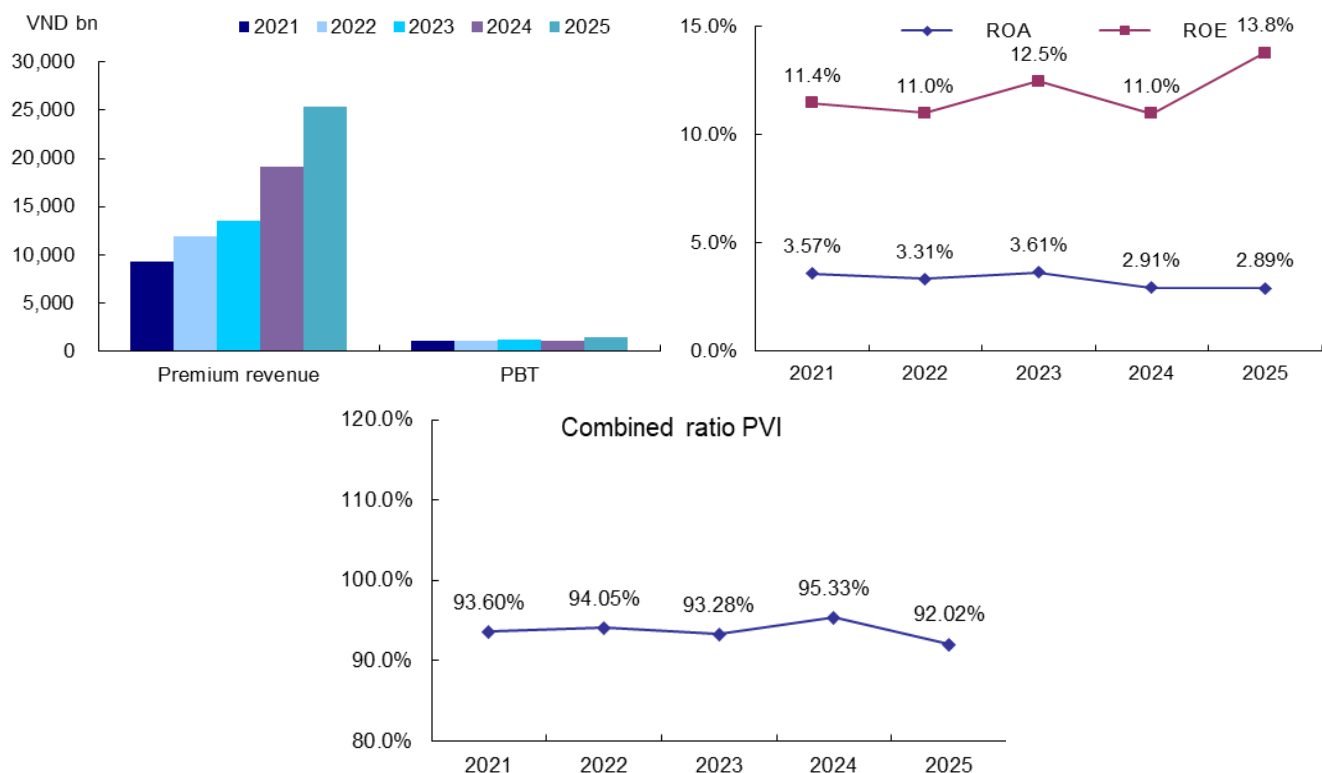 VND bn
2021 2022 2023 2024 2025
30,000
25,000
20,000
15,000
10,000
5,000
0
Premium revenue PBT
ROA ROE
15.0%
10.0%
5.0%
0.0%
11.4% 11.0% 12.5% 11.0% 13.8%
3.57% 3.31% 3.61% 2.91% 2.89%
2021 2022 2023 2024 2025
Combined ratio PVI
120.0%
110.0%
100.0%
90.0%
80.0%
93.60% 94.05% 93.28% 95.33% 92.02%
2021 2022 2023 2024 2025